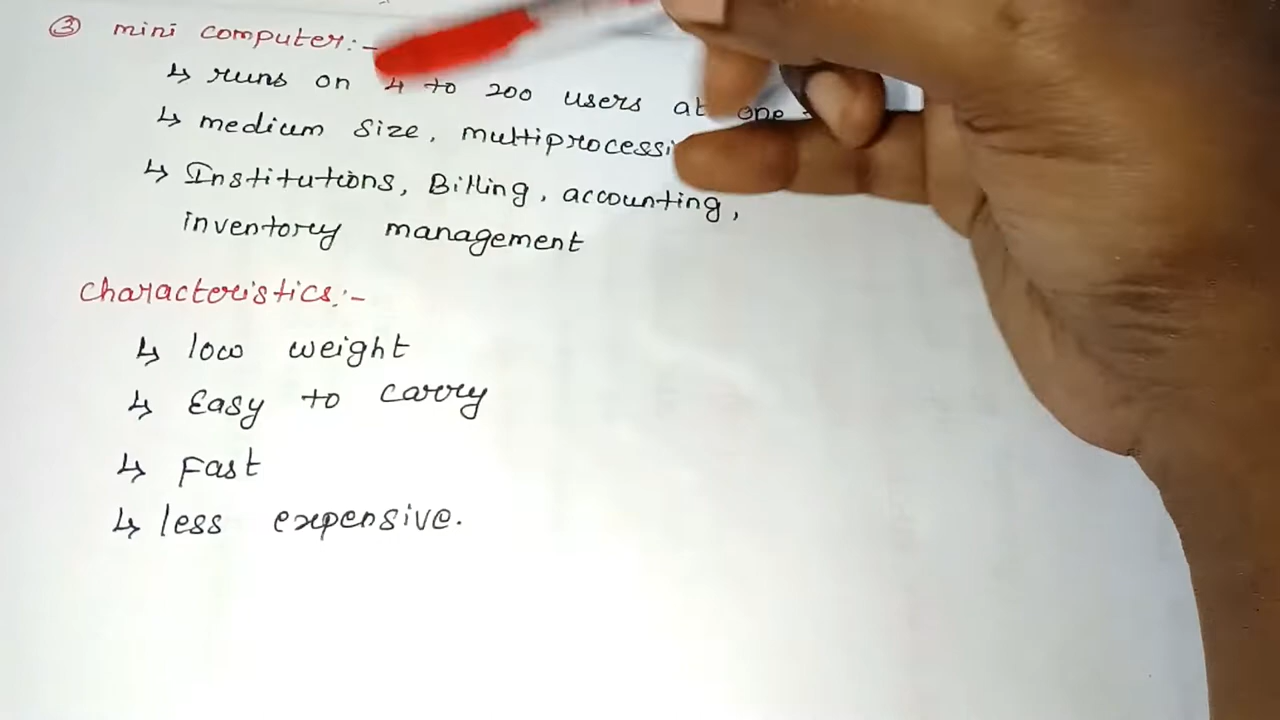 ③ mini computer:-
↳ runs on 4 to 200 users at one
↳ medium size, multiprocessi
↳ Institutions, Billing, accounting,
inventory management
characteristics:-
↳ low weight
↳ Easy to carry
↳ Fast
↳ less expensive.